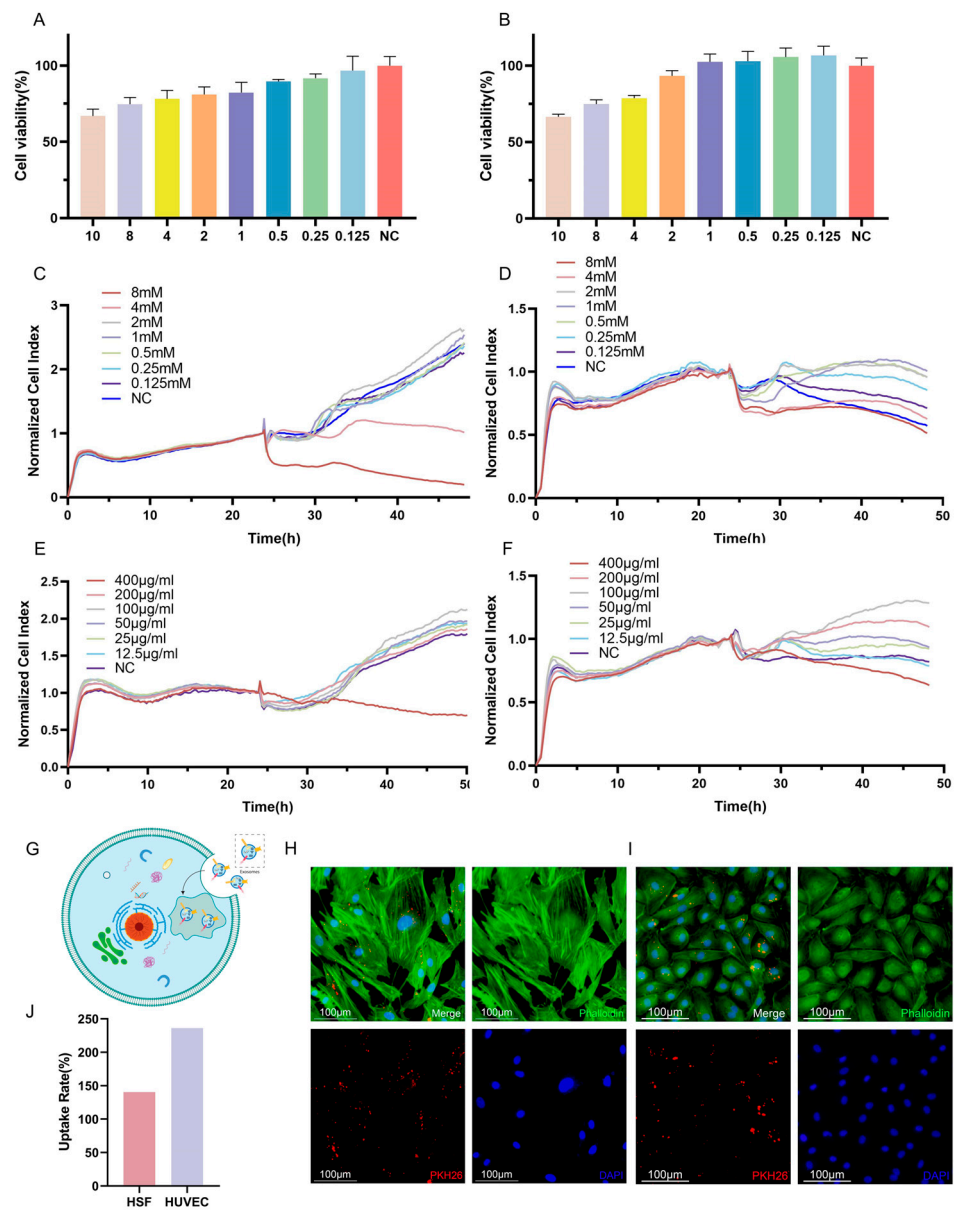 A
Cell viability(%)
100
50
0
10 8 4 2 1 0.5 0.25 0.125 NC
B
Cell viability(%)
100
50
0
10 8 4 2 1 0.5 0.25 0.125 NC
C
Normalized Cell Index
3
2
1
0
8mM
4mM
2mM
1mM
0.5mM
0.25mM
0.125mM
NC
0 10 20 30 40
Time(h)
D
Normalized Cell Index
1.5
1.0
0.5
0.0
8mM
4mM
2mM
1mM
0.5mM
0.25mM
0.125mM
NC
0 10 20 30 40 50
Time(h)
E
Normalized Cell Index
2.5
2.0
1.5
1.0
0.5
0.0
400μg/ml
200μg/ml
100μg/ml
50μg/ml
25μg/ml
12.5μg/ml
NC
0 10 20 30 40 50
Time(h)
F
Normalized Cell Index
1.5
1.0
0.5
0.0
400μg/ml
200μg/ml
100μg/ml
50μg/ml
25μg/ml
12.5μg/ml
NC
0 10 20 30 40 50
Time(h)
G
Exosomes
H
100μm Merge
100μm Phalloidin
100μm PKH26
100μm DAPI
I
100μm Merge
100μm Phalloidin
100μm PKH26
100μm DAPI
J
Uptake Rate(%)
250
200
150
100
50
0
HSF HUVEC